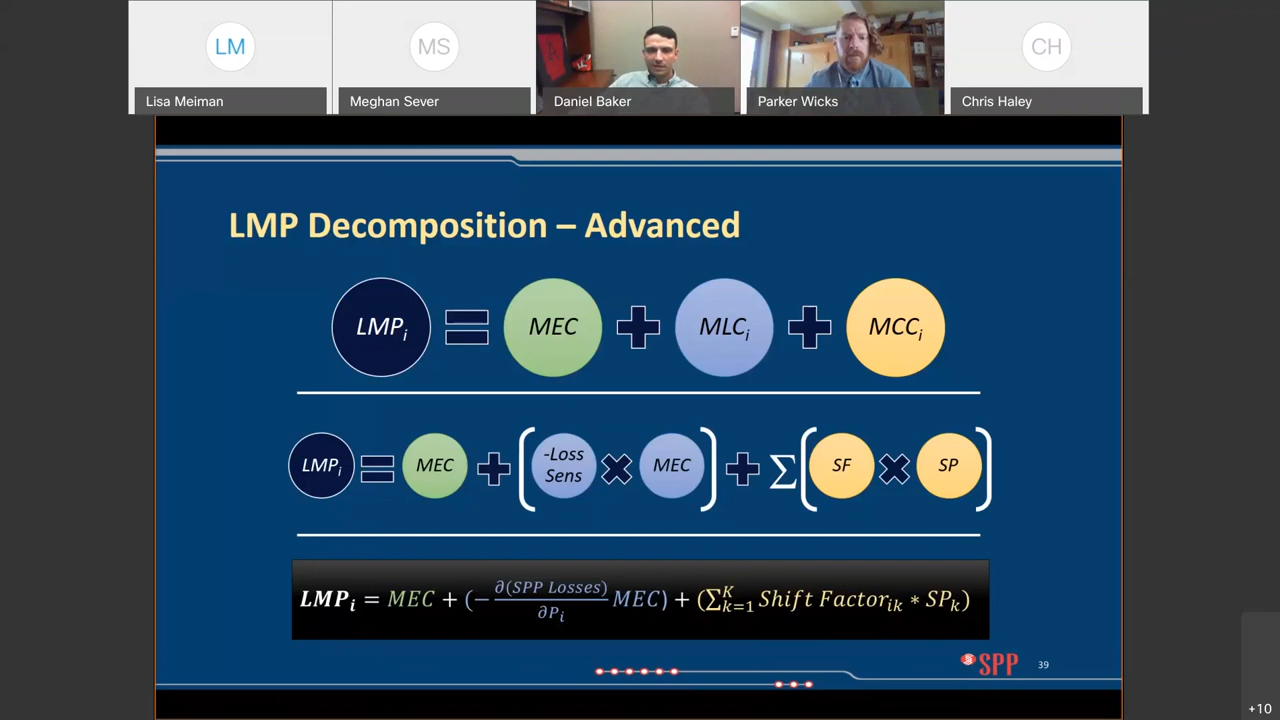 LM
MS
CH
Lisa Meiman
Meghan Sever
Daniel Baker
Parker Wicks
Chris Haley
LMP Decomposition – Advanced
LMPᵢ = MEC + MLCᵢ + MCCᵢ
LMPᵢ = MEC + (-Loss Sens × MEC) + Σ (SF × SP)
LMPᵢ = MEC + (− ∂(SPP Losses)/∂Pᵢ MEC) + (∑ᴷₖ₌₁ Shift Factorᵢₖ * SPₖ)
SPP
39
+10